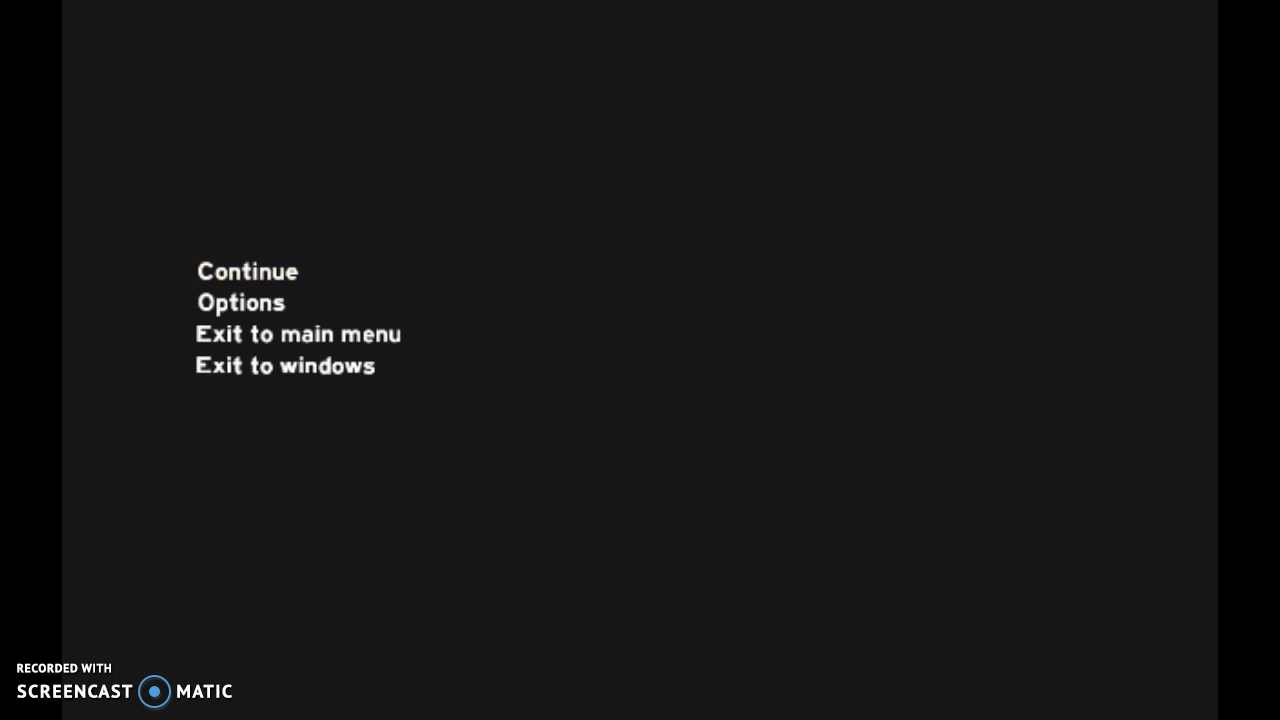 Continue
Options
Exit to main menu
Exit to windows
RECORDED WITH
SCREENCAST MATIC